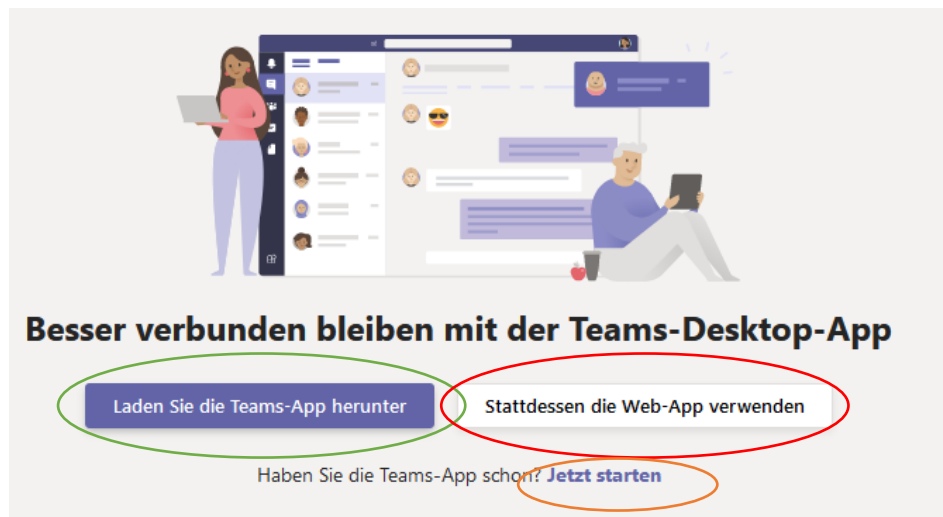 Besser verbunden bleiben mit der Teams-Desktop-App
Laden Sie die Teams-App herunter
Stattdessen die Web-App verwenden
Haben Sie die Teams-App schon? Jetzt starten